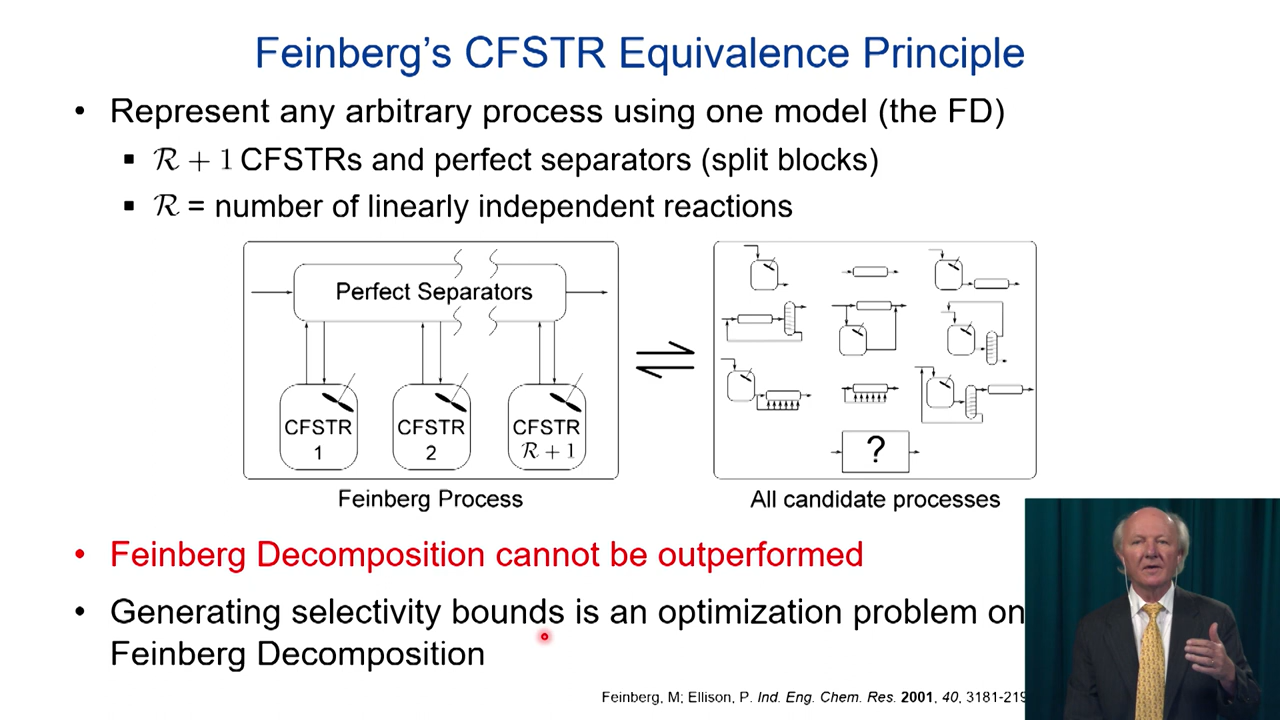 Feinberg's CFSTR Equivalence Principle
• Represent any arbitrary process using one model (the FD)
▪ ℛ + 1 CFSTRs and perfect separators (split blocks)
▪ ℛ = number of linearly independent reactions
Perfect Separators
CFSTR
1
CFSTR
2
CFSTR
ℛ + 1
?
Feinberg Process
All candidate processes
• Feinberg Decomposition cannot be outperformed
• Generating selectivity bounds is an optimization problem on
Feinberg Decomposition
Feinberg, M; Ellison, P. Ind. Eng. Chem. Res. 2001, 40, 3181-219